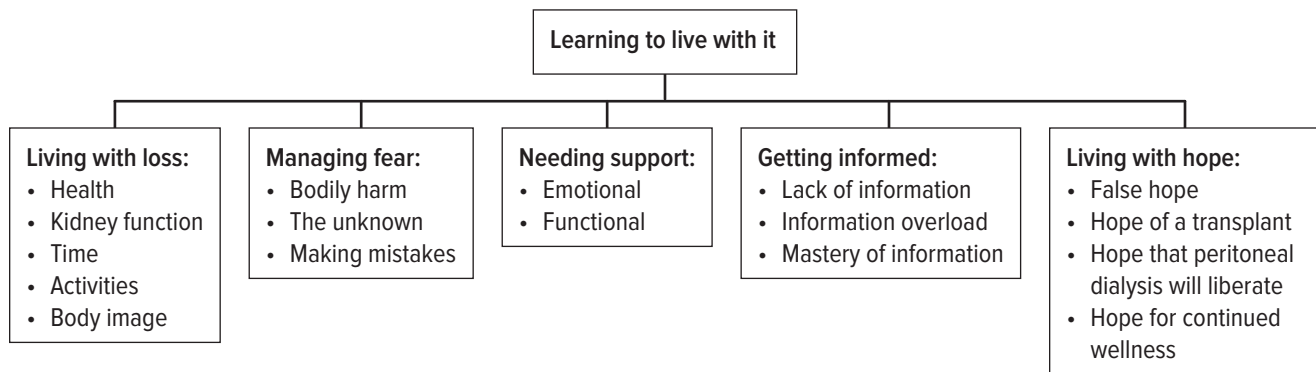 Learning to live with it
Living with loss:
• Health
• Kidney function
• Time
• Activities
• Body image
Managing fear:
• Bodily harm
• The unknown
• Making mistakes
Needing support:
• Emotional
• Functional
Getting informed:
• Lack of information
• Information overload
• Mastery of information
Living with hope:
• False hope
• Hope of a transplant
• Hope that peritoneal
dialysis will liberate
• Hope for continued
wellness